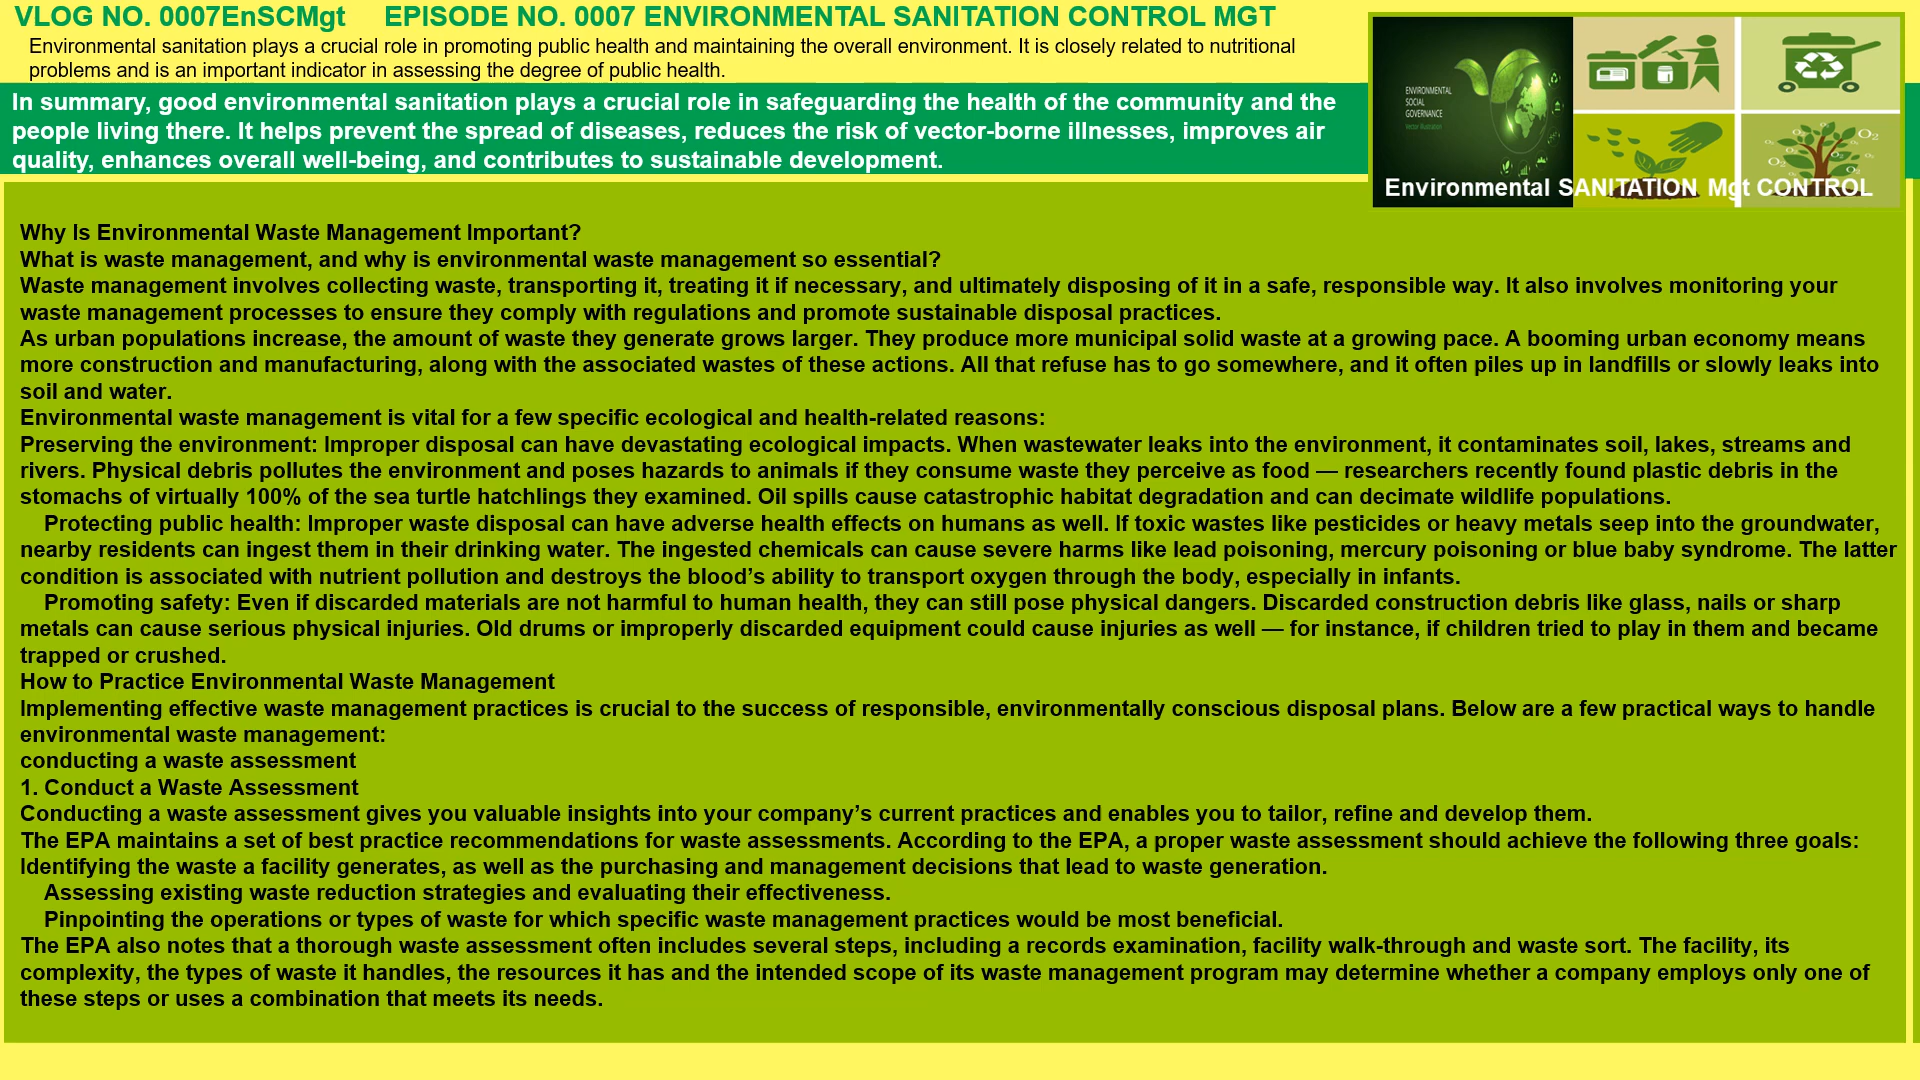 VLOG NO. 0007EnSCMgt     EPISODE NO. 0007 ENVIRONMENTAL SANITATION CONTROL MGT
Environmental sanitation plays a crucial role in promoting public health and maintaining the overall environment. It is closely related to nutritional
problems and is an important indicator in assessing the degree of public health.
In summary, good environmental sanitation plays a crucial role in safeguarding the health of the community and the
people living there. It helps prevent the spread of diseases, reduces the risk of vector-borne illnesses, improves air
quality, enhances overall well-being, and contributes to sustainable development.
ENVIRONMENTAL
SOCIAL
GOVERNANCE
Vector illustration
O2
O2
O2
Environmental SANITATION Mgt CONTROL
Why Is Environmental Waste Management Important?
What is waste management, and why is environmental waste management so essential?
Waste management involves collecting waste, transporting it, treating it if necessary, and ultimately disposing of it in a safe, responsible way. It also involves monitoring your
waste management processes to ensure they comply with regulations and promote sustainable disposal practices.
As urban populations increase, the amount of waste they generate grows larger. They produce more municipal solid waste at a growing pace. A booming urban economy means
more construction and manufacturing, along with the associated wastes of these actions. All that refuse has to go somewhere, and it often piles up in landfills or slowly leaks into
soil and water.
Environmental waste management is vital for a few specific ecological and health-related reasons:
Preserving the environment: Improper disposal can have devastating ecological impacts. When wastewater leaks into the environment, it contaminates soil, lakes, streams and
rivers. Physical debris pollutes the environment and poses hazards to animals if they consume waste they perceive as food — researchers recently found plastic debris in the
stomachs of virtually 100% of the sea turtle hatchlings they examined. Oil spills cause catastrophic habitat degradation and can decimate wildlife populations.
Protecting public health: Improper waste disposal can have adverse health effects on humans as well. If toxic wastes like pesticides or heavy metals seep into the groundwater,
nearby residents can ingest them in their drinking water. The ingested chemicals can cause severe harms like lead poisoning, mercury poisoning or blue baby syndrome. The latter
condition is associated with nutrient pollution and destroys the blood’s ability to transport oxygen through the body, especially in infants.
Promoting safety: Even if discarded materials are not harmful to human health, they can still pose physical dangers. Discarded construction debris like glass, nails or sharp
metals can cause serious physical injuries. Old drums or improperly discarded equipment could cause injuries as well — for instance, if children tried to play in them and became
trapped or crushed.
How to Practice Environmental Waste Management
Implementing effective waste management practices is crucial to the success of responsible, environmentally conscious disposal plans. Below are a few practical ways to handle
environmental waste management:
conducting a waste assessment
1. Conduct a Waste Assessment
Conducting a waste assessment gives you valuable insights into your company’s current practices and enables you to tailor, refine and develop them.
The EPA maintains a set of best practice recommendations for waste assessments. According to the EPA, a proper waste assessment should achieve the following three goals:
Identifying the waste a facility generates, as well as the purchasing and management decisions that lead to waste generation.
Assessing existing waste reduction strategies and evaluating their effectiveness.
Pinpointing the operations or types of waste for which specific waste management practices would be most beneficial.
The EPA also notes that a thorough waste assessment often includes several steps, including a records examination, facility walk-through and waste sort. The facility, its
complexity, the types of waste it handles, the resources it has and the intended scope of its waste management program may determine whether a company employs only one of
these steps or uses a combination that meets its needs.